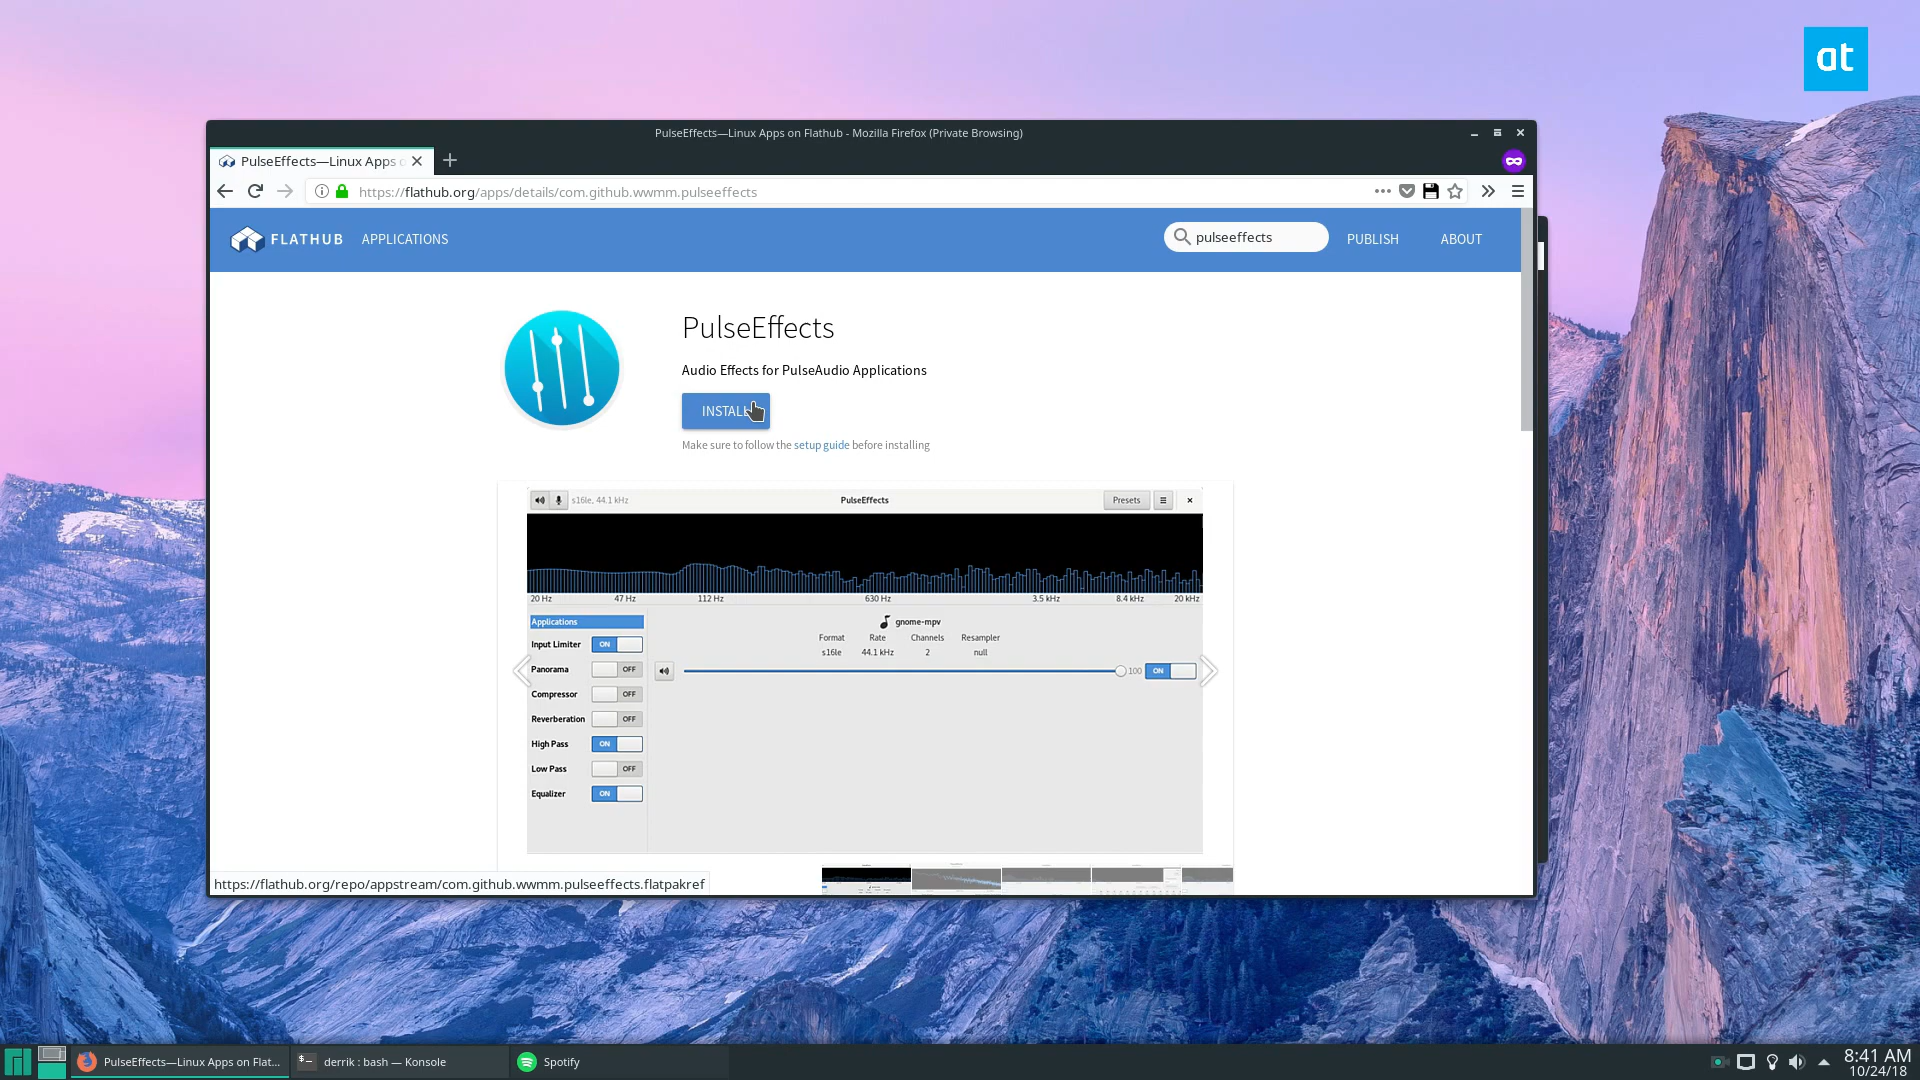 at
PulseEffects—Linux Apps on Flathub - Mozilla Firefox (Private Browsing)
PulseEffects—Linux Apps o
https://flathub.org/apps/details/com.github.wwmm.pulseeffects
FLATHUB APPLICATIONS pulseeffects PUBLISH ABOUT
PulseEffects
Audio Effects for PulseAudio Applications
INSTALL
Make sure to follow the setup guide before installing
s16le, 44.1 kHz PulseEffects Presets
20 Hz 47 Hz 112 Hz 630 Hz 3.5 kHz 8.4 kHz 20 kHz
Applications
gnome-mpv
Format Rate Channels Resampler
s16le 44.1 kHz 2 null
100 ON
Input Limiter ON
Panorama OFF
Compressor OFF
Reverberation OFF
High Pass ON
Low Pass OFF
Equalizer ON
https://flathub.org/repo/appstream/com.github.wwmm.pulseeffects.flatpakref
PulseEffects—Linux Apps on Flat...
derrik : bash — Konsole
Spotify
8:41 AM
10/24/18